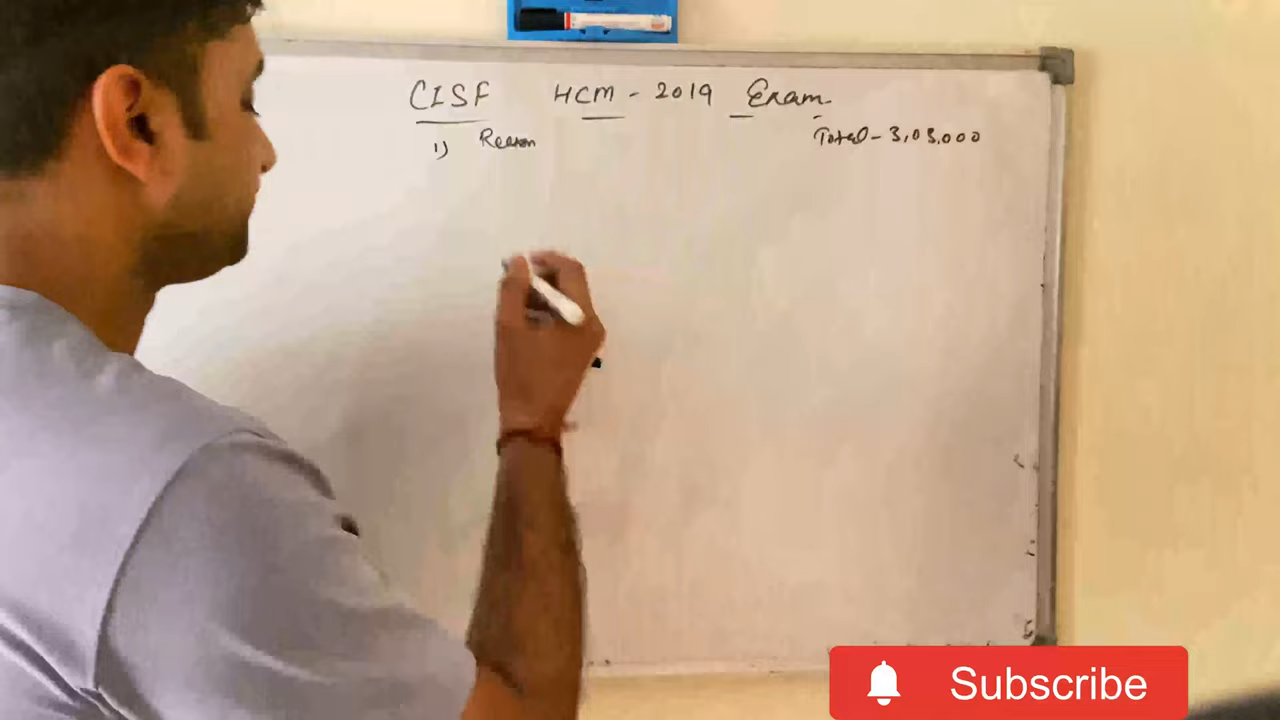 CISF HCM - 2019 Exam
1) Reason
Total - 3,03,000
Subscribe